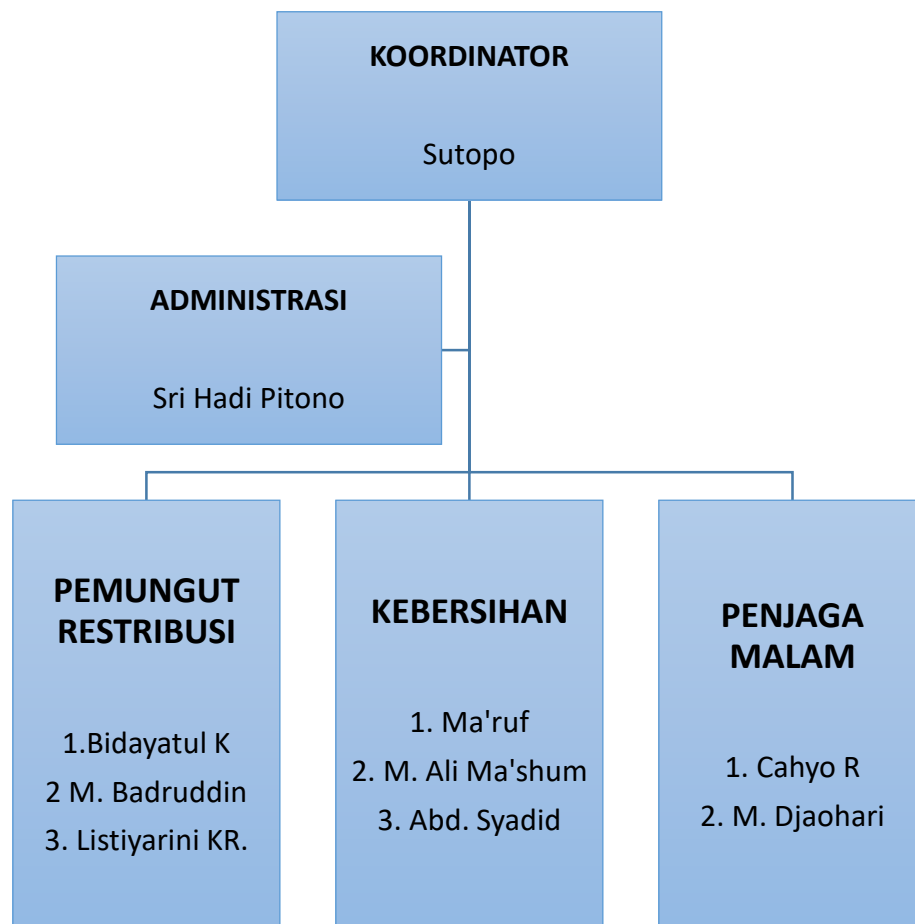 KOORDINATOR
Sutopo
ADMINISTRASI
Sri Hadi Pitono
PEMUNGUT
RESTRIBUSI
1.Bidayatul K
2 M. Badruddin
3. Listiyarini KR.
KEBERSIHAN
1. Ma'ruf
2. M. Ali Ma'shum
3. Abd. Syadid
PENJAGA
MALAM
1. Cahyo R
2. M. Djaohari